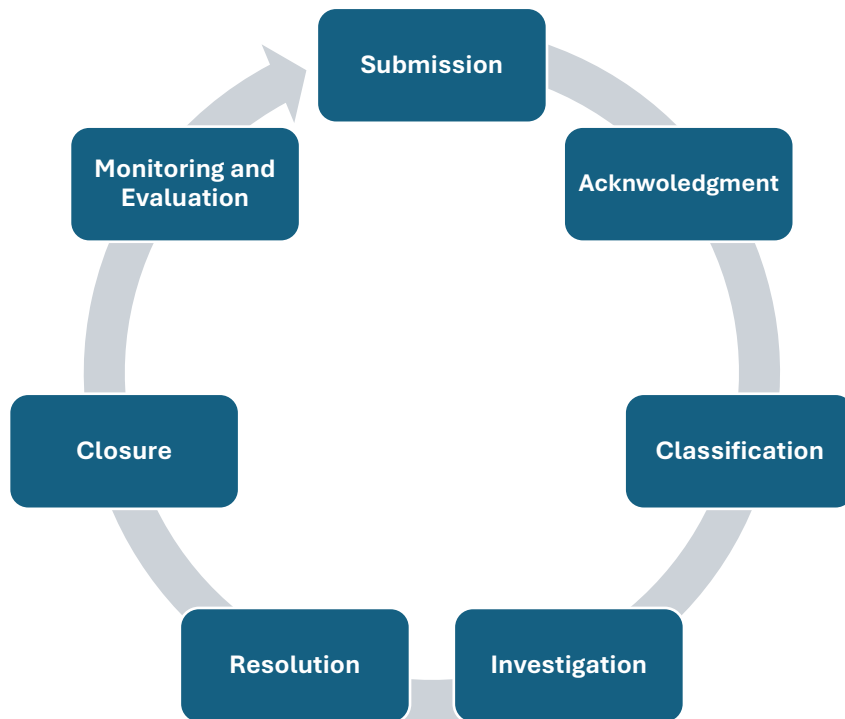 Submission
Acknwoledgment
Classification
Investigation
Resolution
Closure
Monitoring and
Evaluation